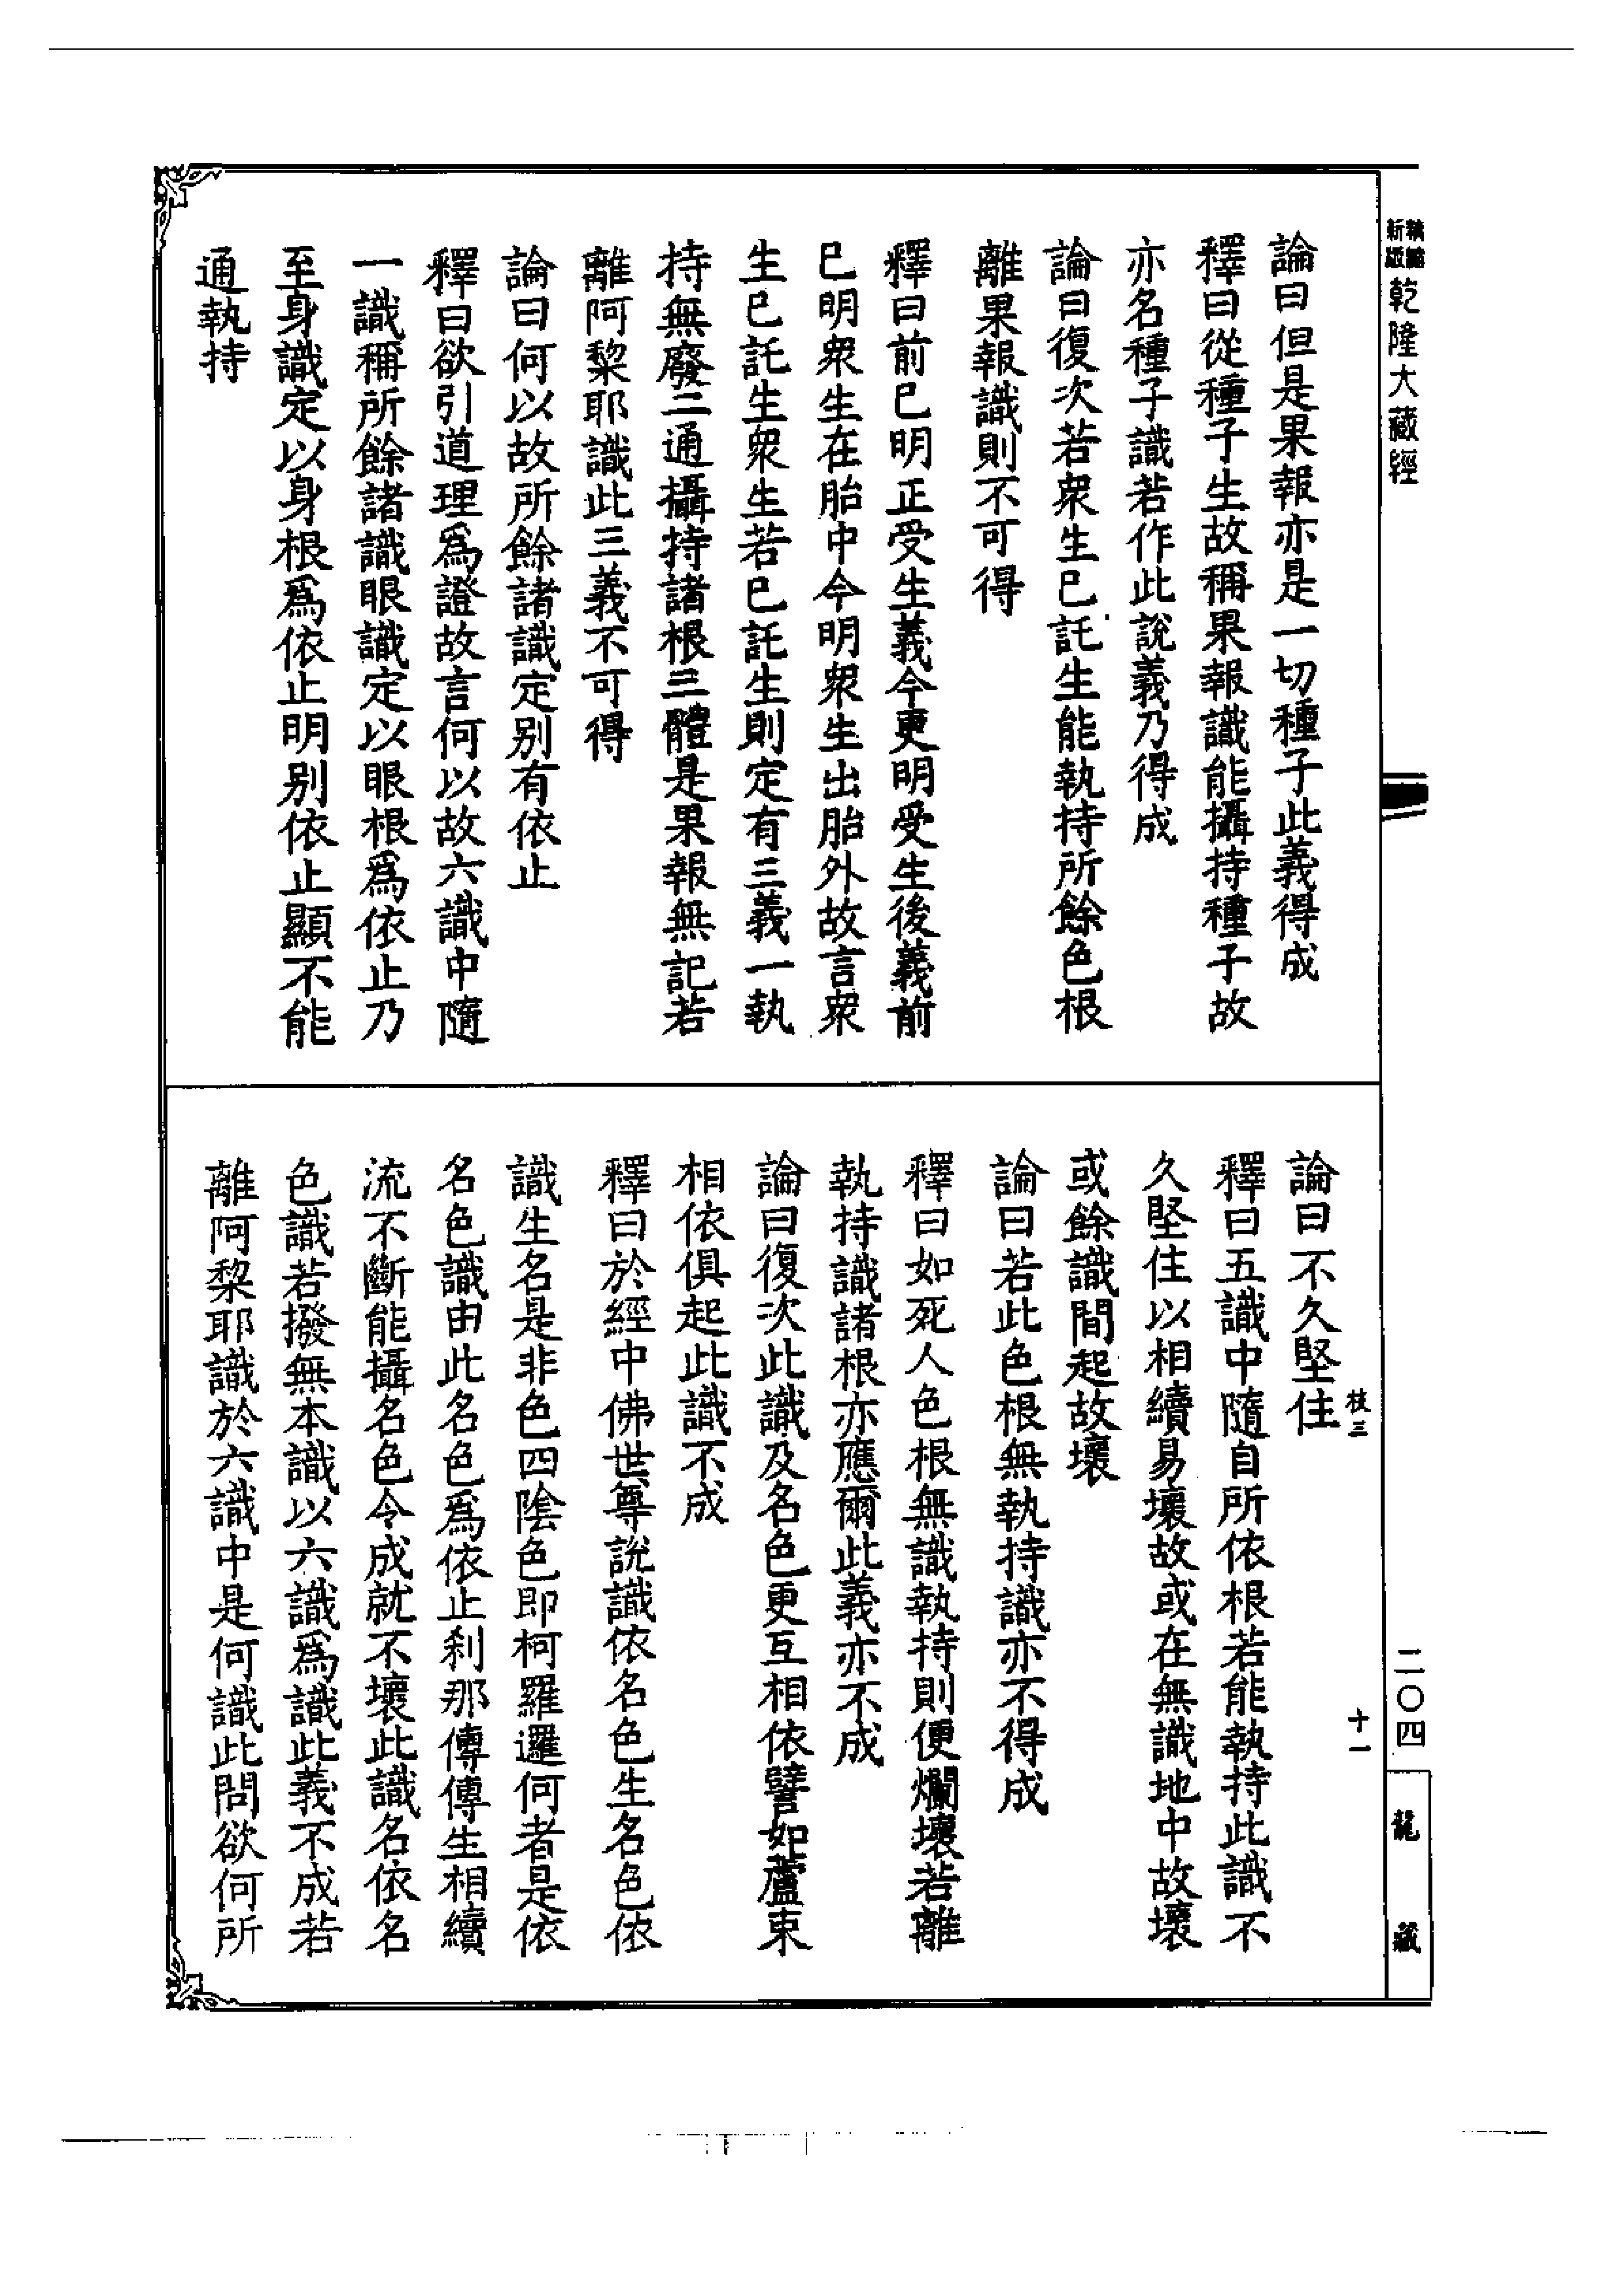 新編縮版乾隆大藏經
論曰但是果報亦是一切種子此義得成
釋曰從種子生故稱果報識能攝持種子故
亦名種子識若作此說義乃得成
論曰復次若眾生已託生能執持所餘色根
離果報識則不可得
釋曰前已明正受生義今更明受生後義前
已明眾生在胎中今明眾生出胎外故言眾
生已託生眾生若已託生則定有三義一執
持無廢二通攝持諸根三體是果報無記若
離阿黎耶識此三義不可得
論曰何以故所餘諸識定別有依止
釋曰欲引道理為證故言何以故六識中隨
一識稱所餘諸識眼識定以眼根為依止乃
至身識定以身根為依止明別依止顯不能
通執持
論曰不久堅住
釋曰五識中隨自所依根若能執持此識不
久堅住以相續易壞故或在無識地中故壞
或餘識間起故壞
論曰若此色根無執持識亦不得成
釋曰如死人色根無識執持則便爛壞若離
執持識諸根亦應爾此義亦不成
論曰復次此識及名色更互相依譬如蘆束
相依俱起此識不成
釋曰於經中佛世尊說識依名色生名色依
識生名是非色四陰色即柯羅邏何者是依
名色識由此名色為依止剎那傳傳生相續
流不斷能攝名色令成就不壞此識名依名
色識若撥無本識以六識為識此義不成若
離阿黎耶識於六識中是何識此問欲何所
枝三
十一
二〇四
龍藏